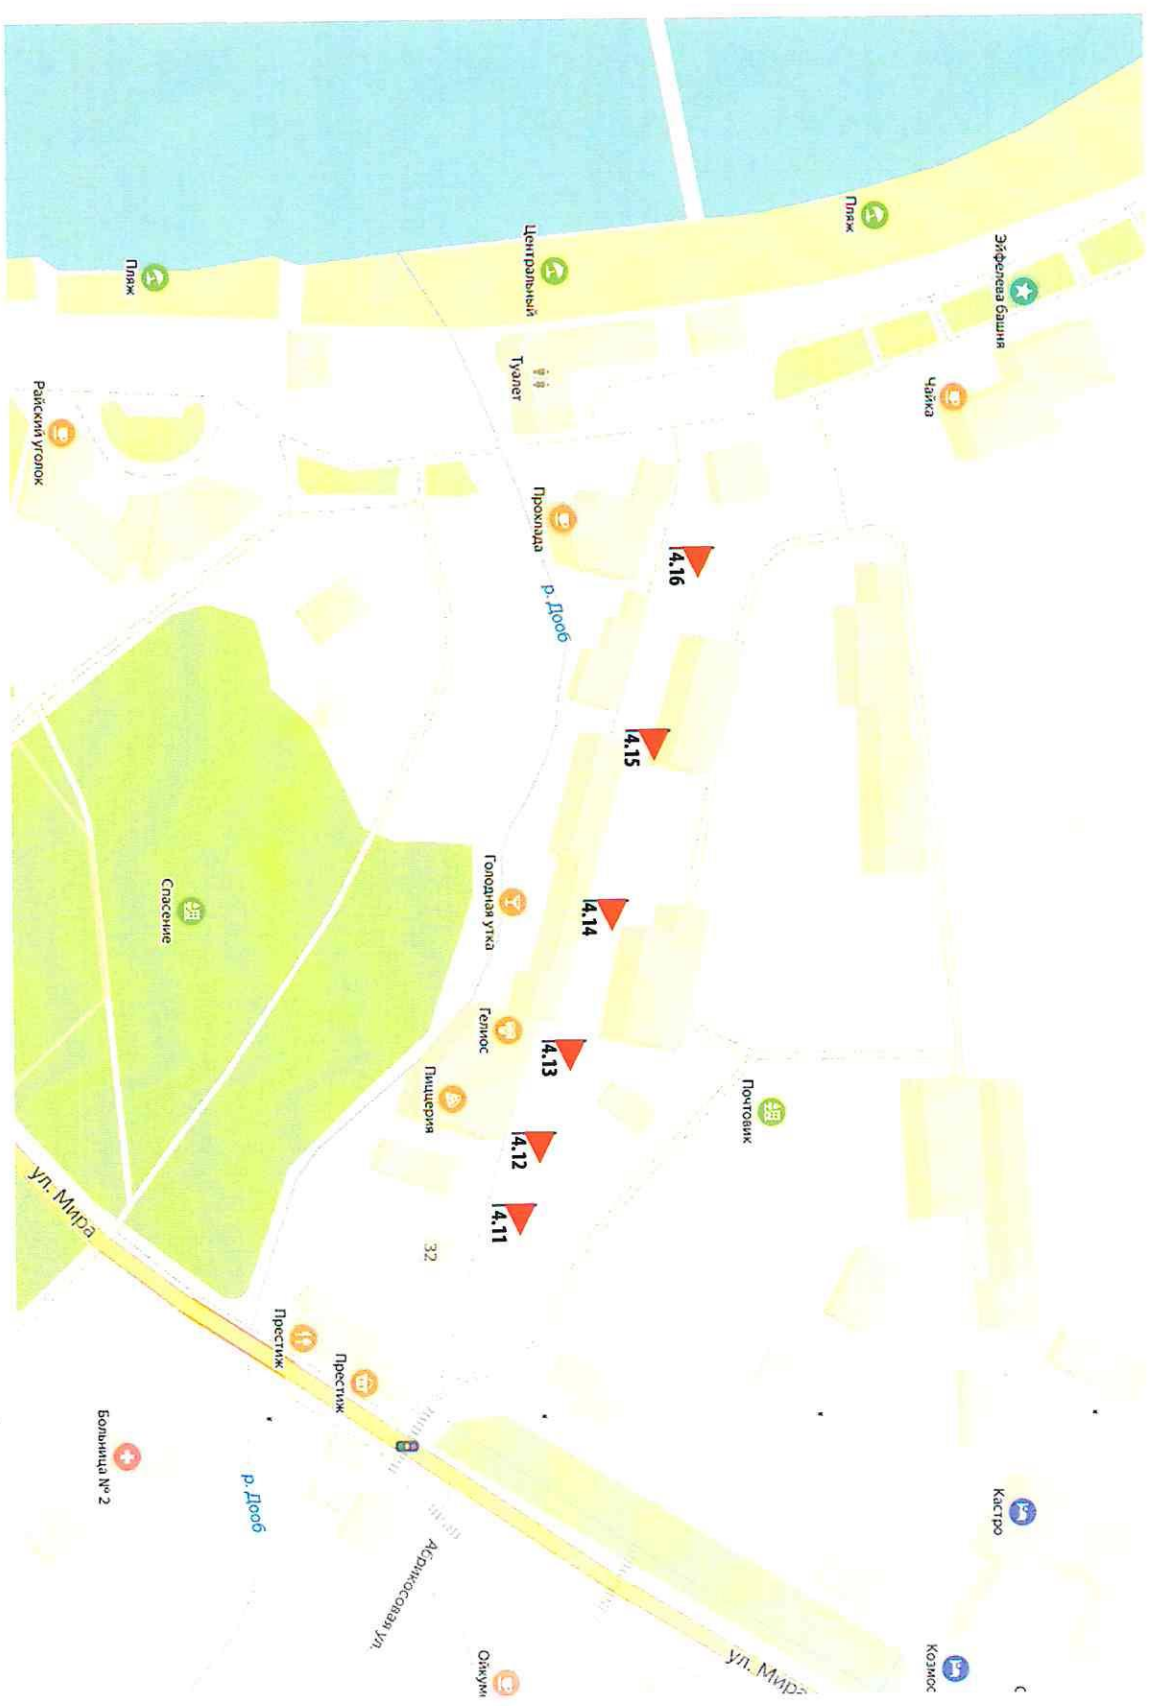 Эйфелева башня
Кастро
Козмос
Чайка
Пляж
Почтовик
ул. Мира
4.16
4.15
4.14
р. Дооб
4.13
Прохлада
Центральный
4.12
Туалет
4.11
Голодная утка
Гелиос
Ойкум
Пиццерия
32
Абрикосовая ул.
Престиж
Престиж
р. Дооб
Спасение
Пляж
Больница № 2
ул. Мира
Райский уголок